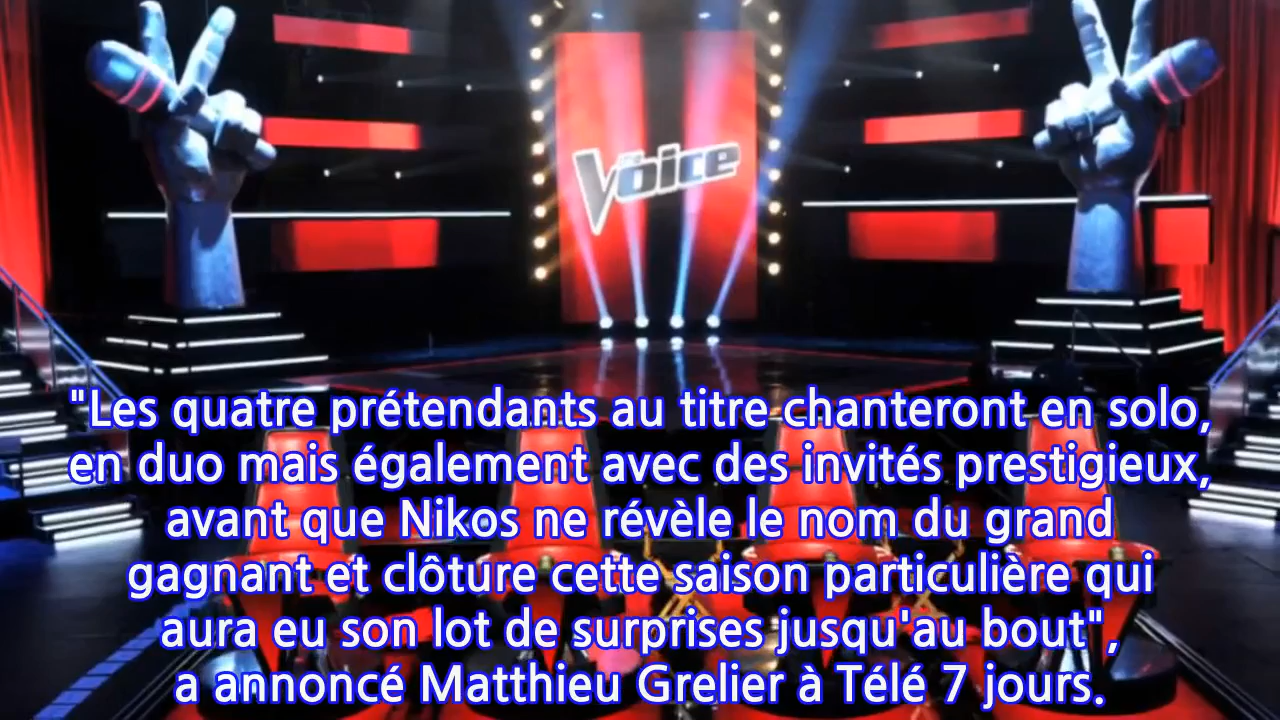 The Voice
"Les quatre prétendants au titre chanteront en solo,
en duo mais également avec des invités prestigieux,
avant que Nikos ne révèle le nom du grand
gagnant et clôture cette saison particulière qui
aura eu son lot de surprises jusqu'au bout",
a annoncé Matthieu Grelier à Télé 7 jours.